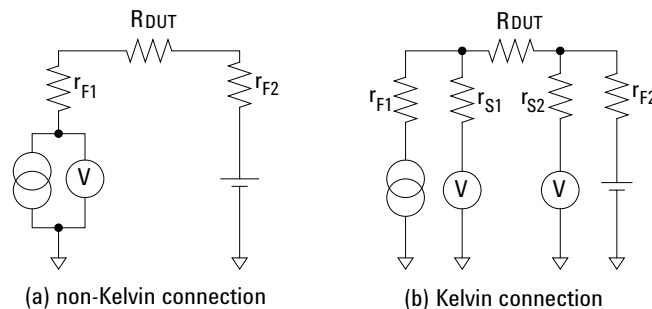 RDUT
rF1
rF2
V
(a) non-Kelvin connection
RDUT
rF1
rS1
rS2
rF2
V
V
(b) Kelvin connection